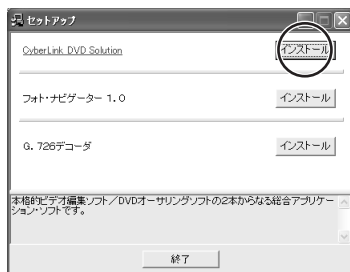 セットアップ
CyberLink DVD Solution
インストール
フォト・ナビゲーター 1.0
インストール
G.726デコーダ
インストール
本格的ビデオ編集ソフト／DVDオーサリングソフトの2本からなる総合アプリケー
ション・ソフトです。
終了